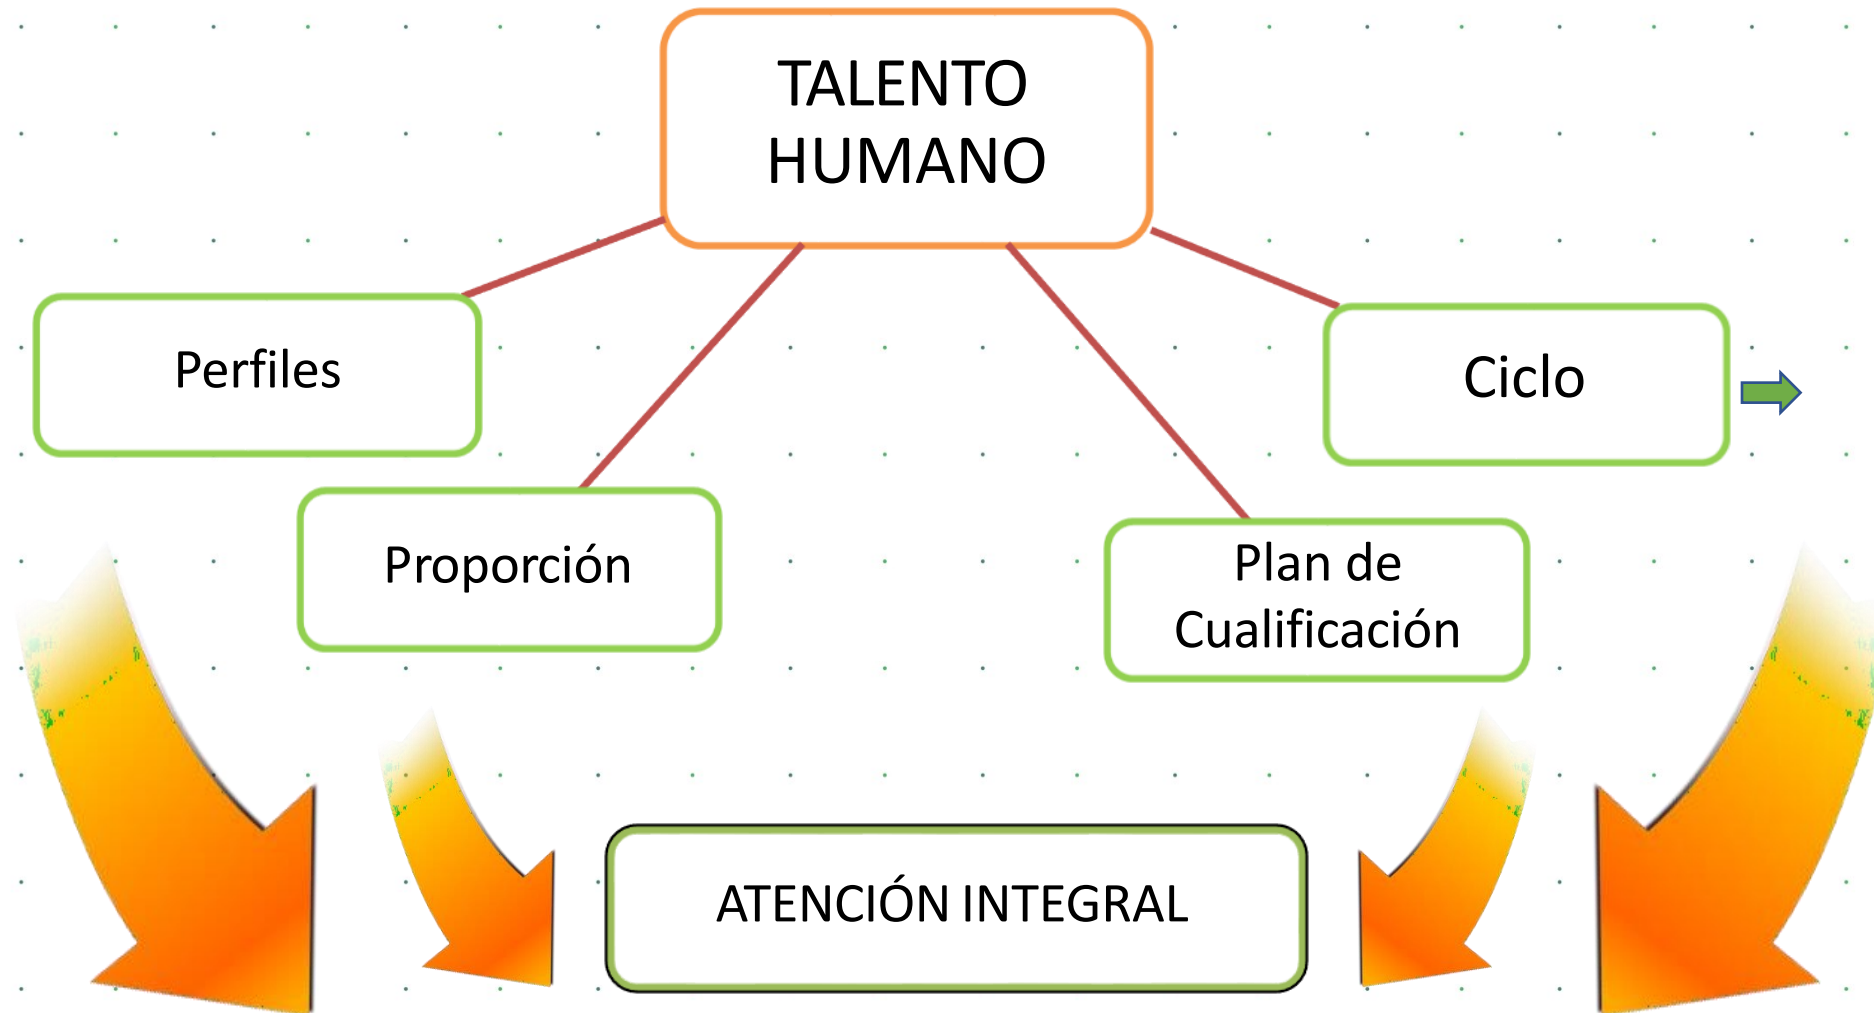 TALENTO
HUMANO
Perfiles
Ciclo
Proporción
Plan de
Cualificación
ATENCIÓN INTEGRAL